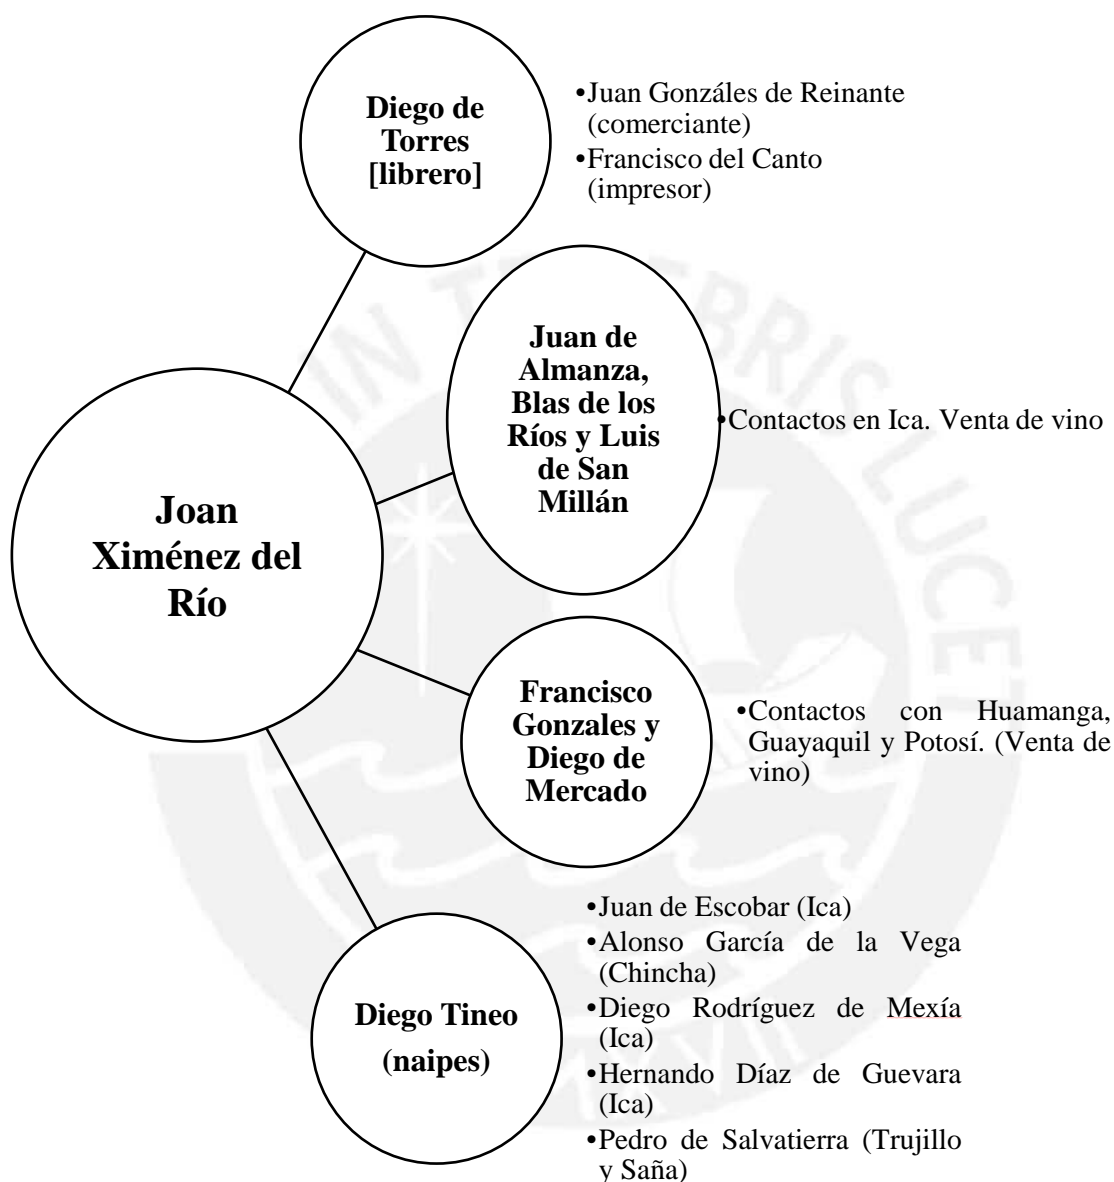 Diego de
Torres
[librero]
•Juan Gonzáles de Reinante
(comerciante)
•Francisco del Canto
(impresor)
Juan de
Almanza,
Blas de los
Ríos y Luis
de San
Millán
•Contactos en Ica. Venta de vino
Joan
Ximénez del
Río
Francisco
Gonzales y
Diego de
Mercado
•Contactos con Huamanga,
Guayaquil y Potosí. (Venta de
vino)
Diego Tineo
(naipes)
•Juan de Escobar (Ica)
•Alonso García de la Vega
(Chincha)
•Diego Rodríguez de Mexía
(Ica)
•Hernando Díaz de Guevara
(Ica)
•Pedro de Salvatierra (Trujillo
y Saña)